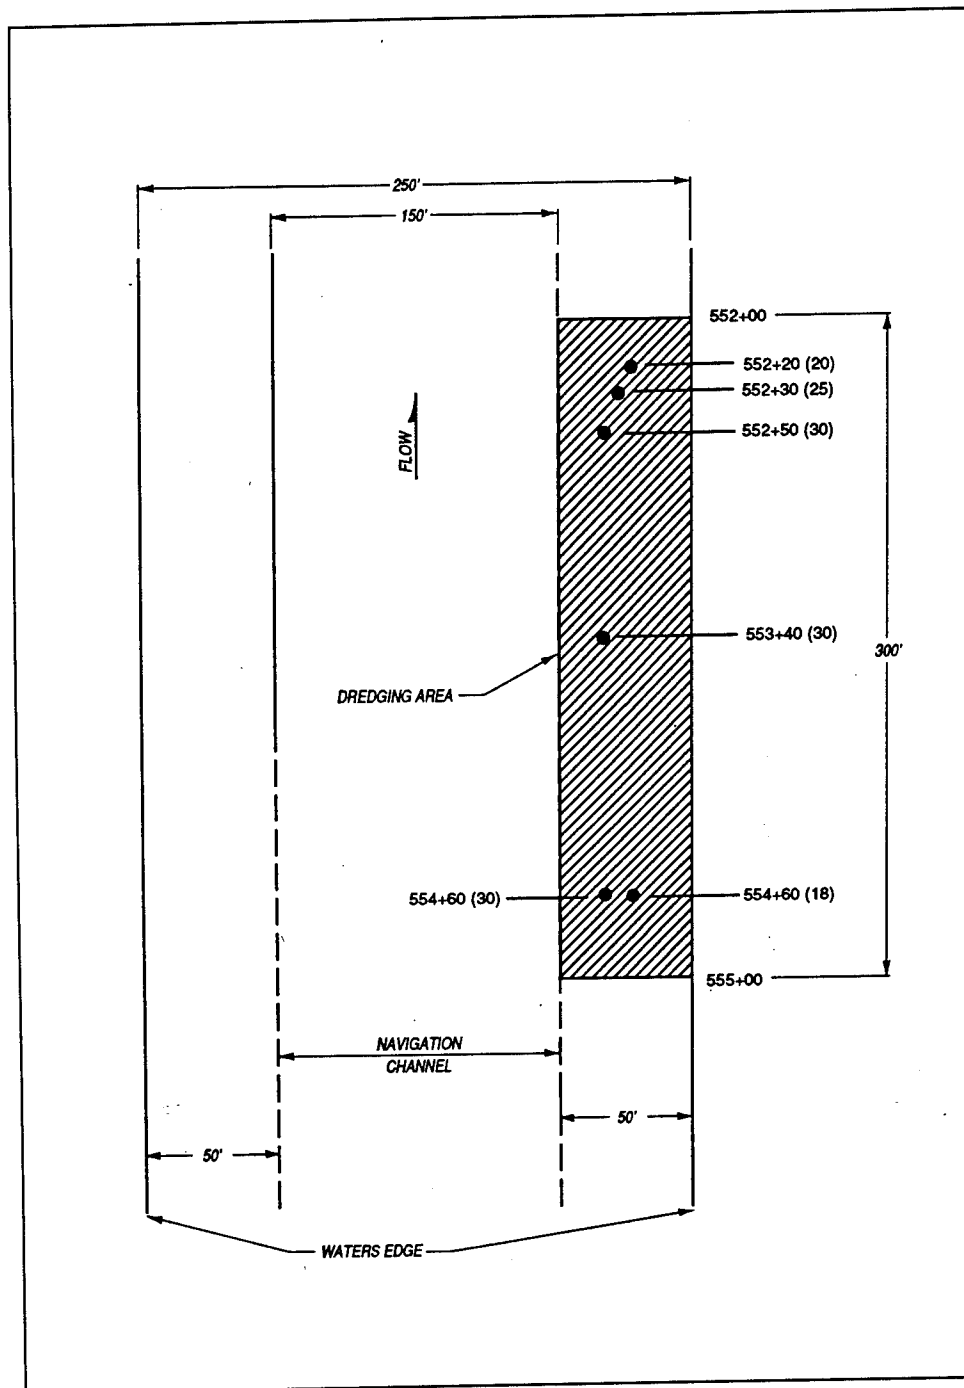 250'
150'
552+00
552+20 (20)
552+30 (25)
552+50 (30)
FLOW
553+40 (30)
300'
DREDGING AREA
554+60 (30)
554+60 (18)
555+00
NAVIGATION
CHANNEL
50'
50'
WATERS EDGE